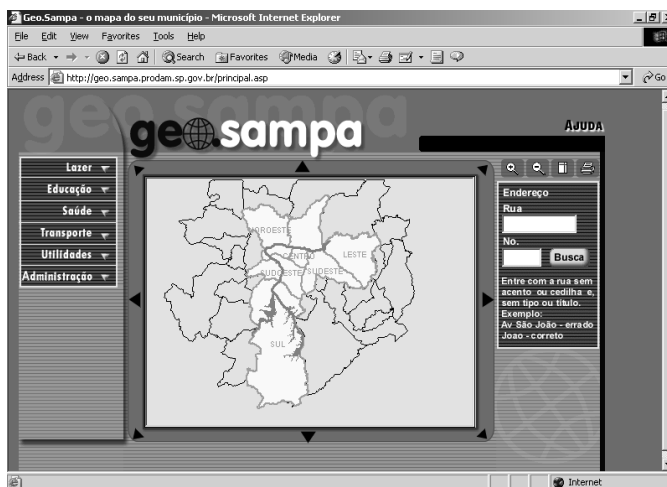 Geo.Sampa - o mapa do seu município - Microsoft Internet Explorer
File Edit View Favorites Tools Help
Back Search Favorites Media
Address http://geo.sampa.prodam.sp.gov.br/principal.asp Go
geo.sampa
geo.sampa
AJUDA
Lazer
Educação
Saúde
Transporte
Utilidades
Administração
NOROESTE
CENTRO
LESTE
SUDOESTE
SUDESTE
SUL
Endereço
Rua
No.
Busca
Entre com a rua sem
acento ou cedilha e,
sem tipo ou título.
Exemplo:
Av São João - errado
Joao - correto
Internet